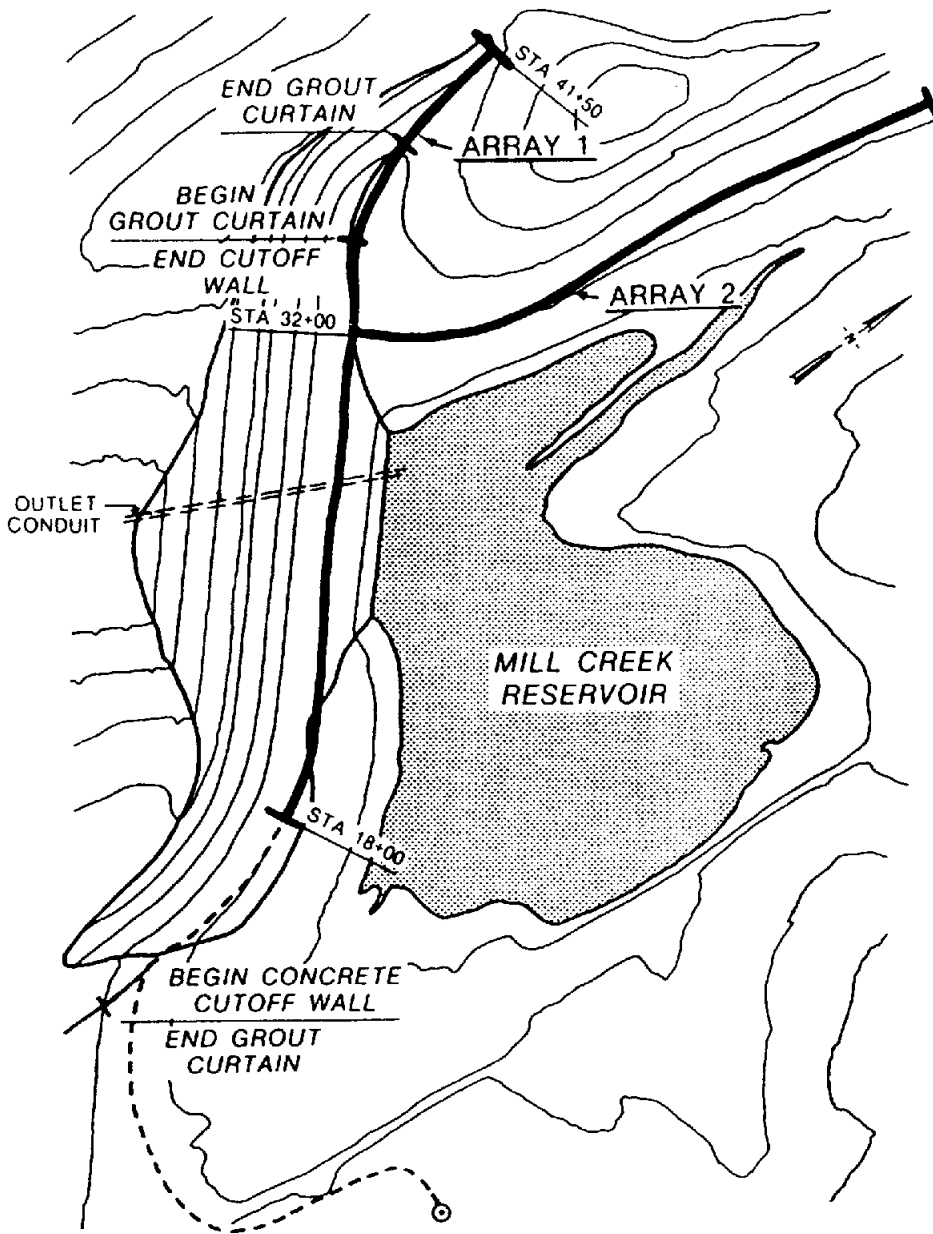 STA 41+50
END GROUT
CURTAIN
ARRAY 1
BEGIN
GROUT CURTAIN
END CUTOFF
WALL
ARRAY 2
STA 32+00
N
OUTLET
CONDUIT
MILL CREEK
RESERVOIR
STA 18+00
BEGIN CONCRETE
CUTOFF WALL
END GROUT
CURTAIN